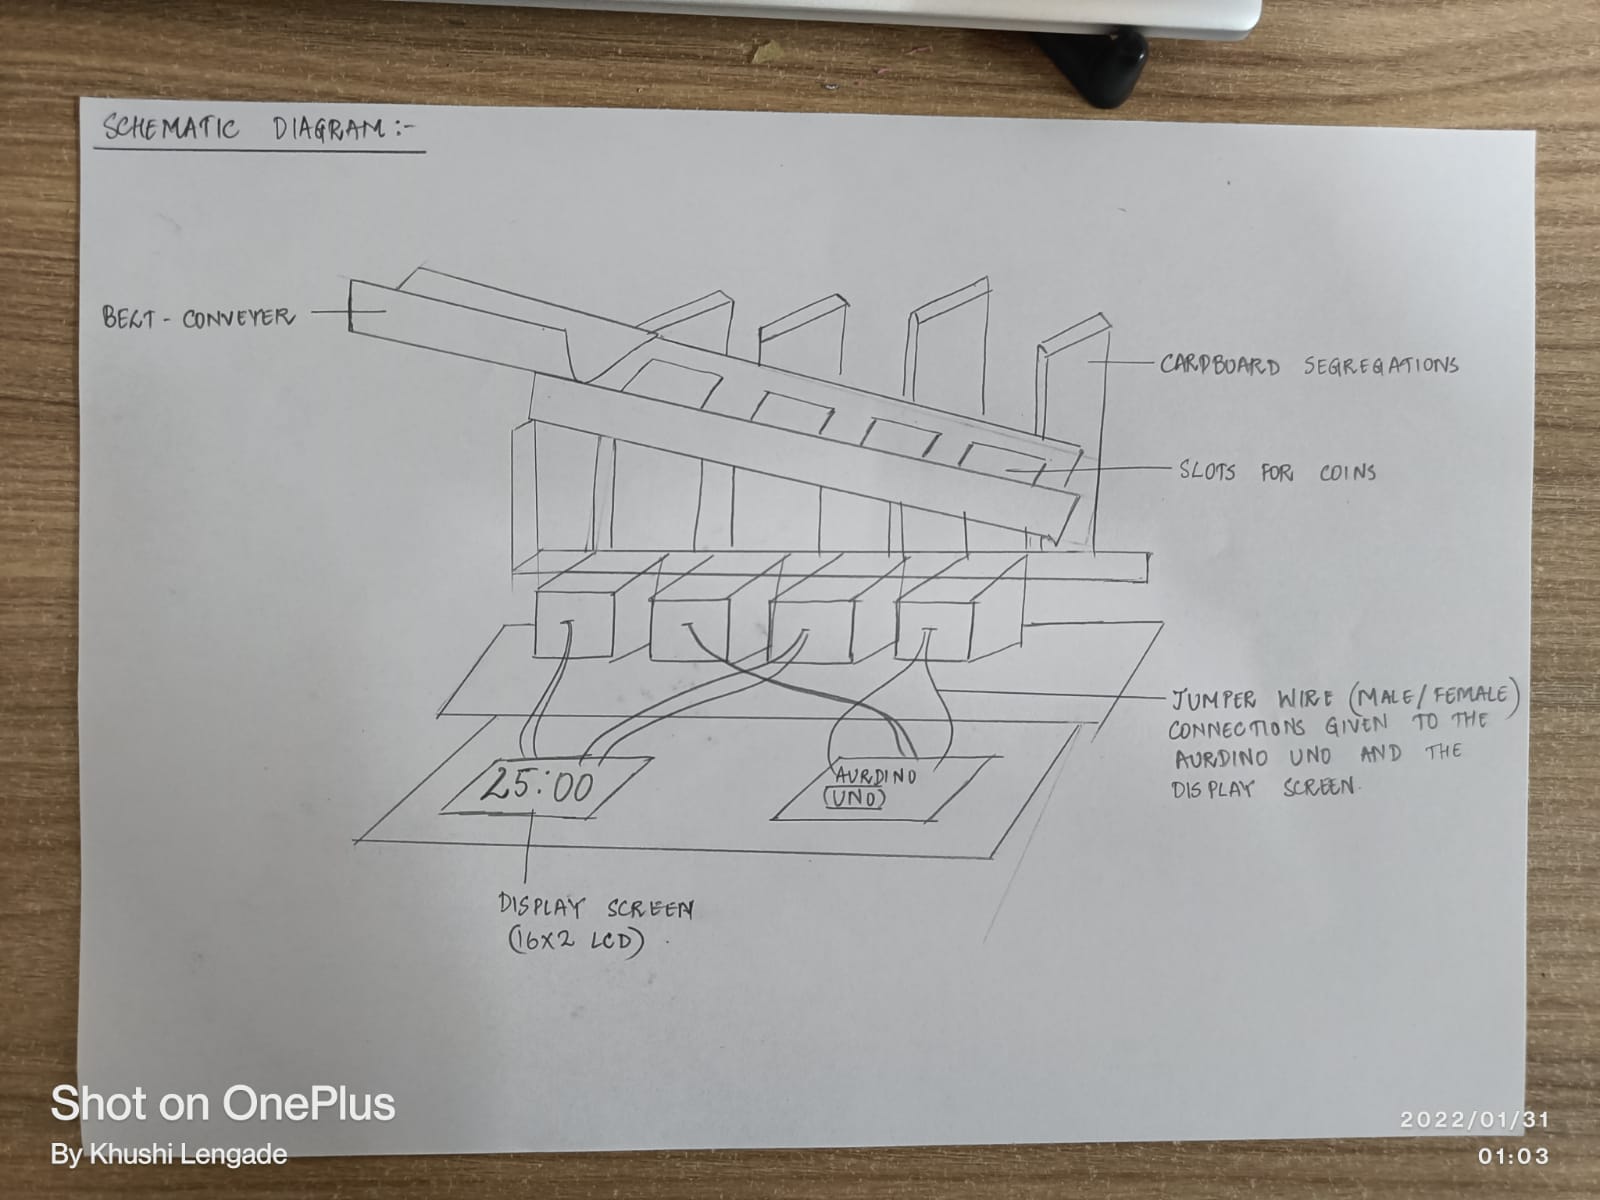 SCHEMATIC DIAGRAM:-
BELT - CONVEYER
CARDBOARD SEGREGATIONS
SLOTS FOR COINS
JUMPER WIRE (MALE/FEMALE)
CONNECTIONS GIVEN TO THE
AURDINO UNO AND THE
DISPLAY SCREEN.
25:00
AURDINO
(UNO)
DISPLAY SCREEN
(16X2 LCD).
Shot on OnePlus
By Khushi Lengade
2022/01/31
01:03